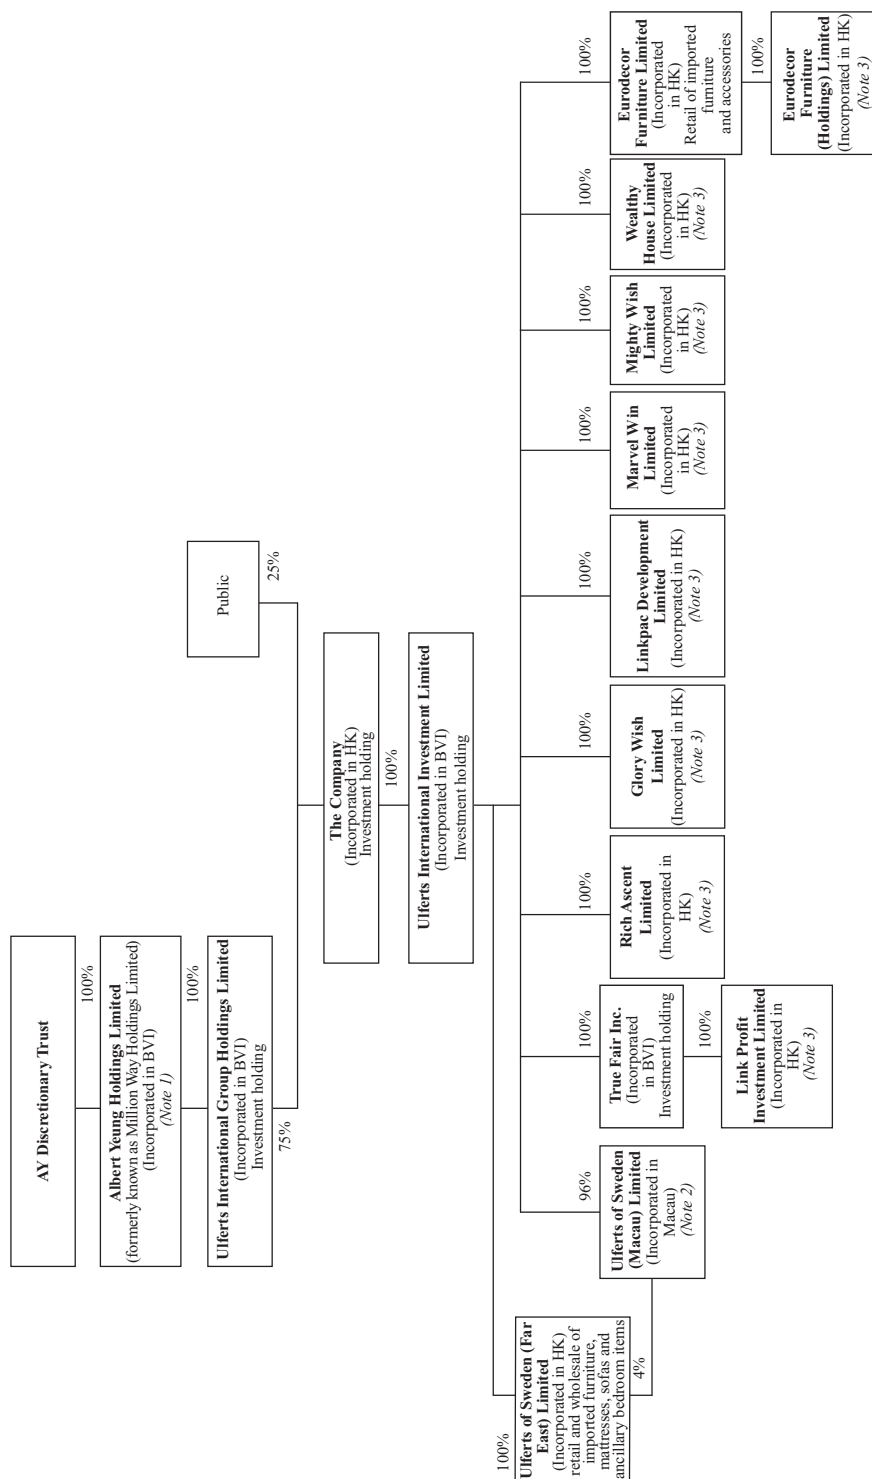 AY Discretionary Trust
100%
Albert Yeung Holdings Limited
(formerly known as Million Way Holdings Limited)
(Incorporated in BVI)
(Note 1)
100%
Ulferts International Group Holdings Limited
(Incorporated in BVI)
Investment holding
75%
Public
25%
The Company
(Incorporated in HK)
Investment holding
100%
Ulferts International Investment Limited
(Incorporated in BVI)
Investment holding
100%
Ulferts of Sweden (Far
East) Limited
(Incorporated in HK)
retail and wholesale of
imported furniture,
mattresses, sofas and
ancillary bedroom items
4%
96%
Ulferts of Sweden
(Macau) Limited
(Incorporated in
Macau)
(Note 2)
100%
True Fair Inc.
(Incorporated
in BVI)
Investment holding
100%
Link Profit
Investment Limited
(Incorporated in
HK)
(Note 3)
100%
Rich Ascent
Limited
(Incorporated in
HK)
(Note 3)
100%
Glory Wish
Limited
(Incorporated in HK)
(Note 3)
100%
Linkpac Development
Limited
(Incorporated in HK)
(Note 3)
100%
Marvel Win
Limited
(Incorporated
in HK)
(Note 3)
100%
Mighty Wish
Limited
(Incorporated
in HK)
(Note 3)
100%
Wealthy
House Limited
(Incorporated
in HK)
(Note 3)
100%
Eurodecor
Furniture Limited
(Incorporated
in HK)
Retail of imported
furniture
and accessories
100%
Eurodecor
Furniture
(Holdings) Limited
(Incorporated in HK)
(Note 3)